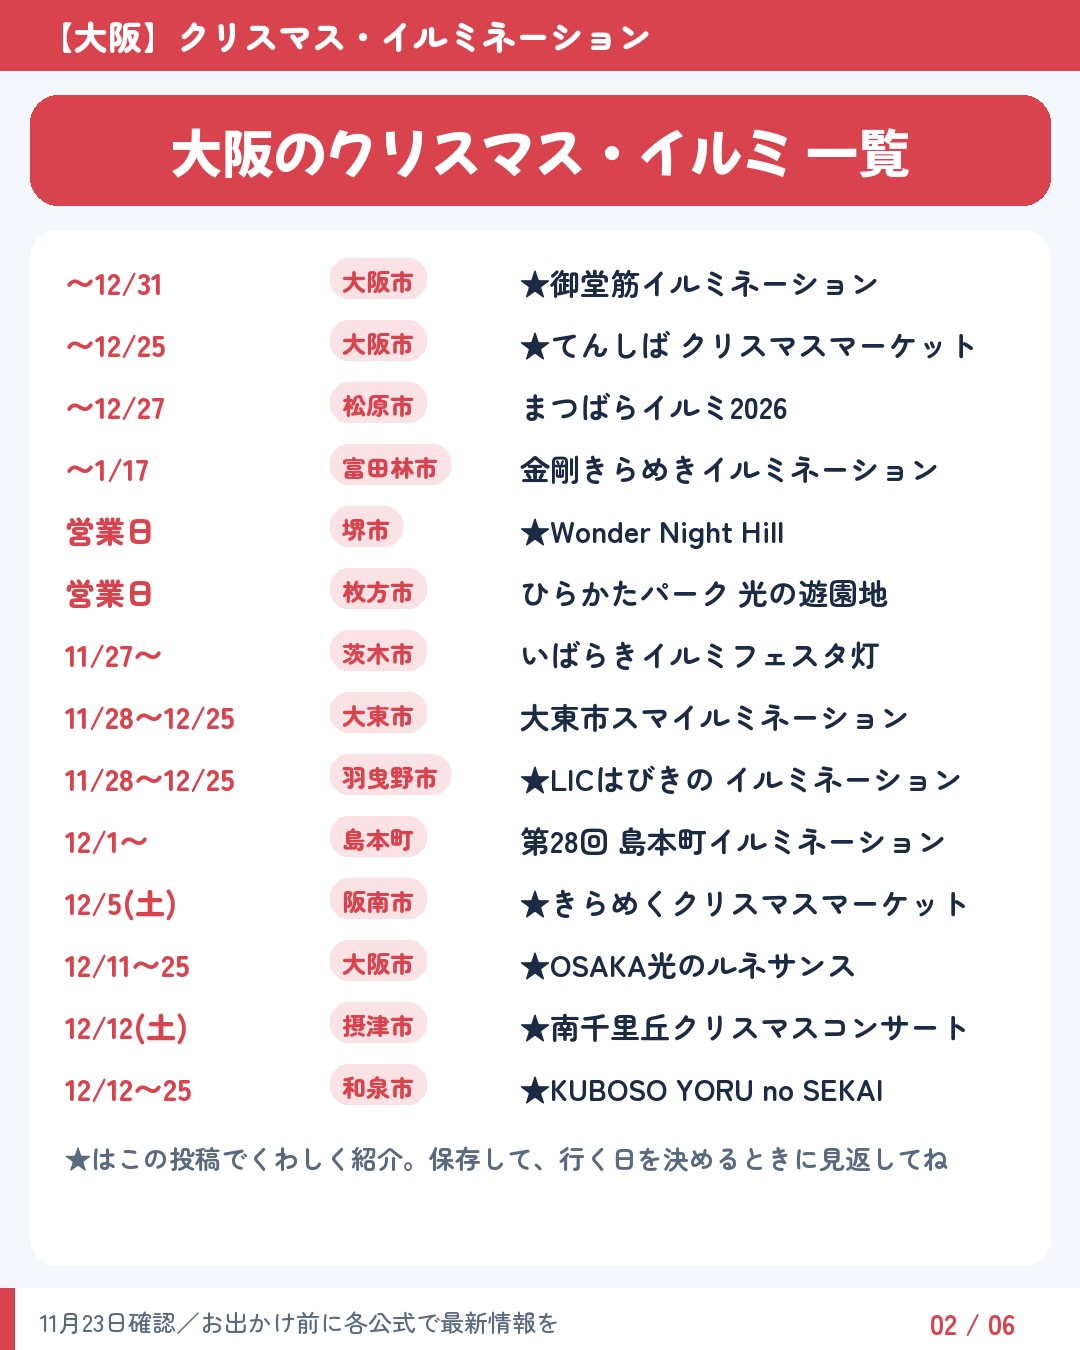 【大阪】クリスマス・イルミネーション
大阪のクリスマス・イルミ一覧
〜12/31 大阪市 ★御堂筋イルミネーション
〜12/25 大阪市 ★てんしば クリスマスマーケット
〜12/27 松原市 まつばらイルミ2026
〜1/17 富田林市 金剛きらめきイルミネーション
営業日 堺市 ★Wonder Night Hill
営業日 枚方市 ひらかたパーク 光の遊園地
11/27〜 茨木市 いばらきイルミフェスタ灯
11/28〜12/25 大東市 大東市スマイルミネーション
11/28〜12/25 羽曳野市 ★LICはびきの イルミネーション
12/1〜 島本町 第28回 島本町イルミネーション
12/5(土) 阪南市 ★きらめくクリスマスマーケット
12/11〜25 大阪市 ★OSAKA光のルネサンス
12/12(土) 摂津市 ★南千里丘クリスマスコンサート
12/12〜25 和泉市 ★KUBOSO YORU no SEKAI
★はこの投稿でくわしく紹介。保存して、行く日を決めるときに見返してね
11月23日確認／お出かけ前に各公式で最新情報を
02 / 06